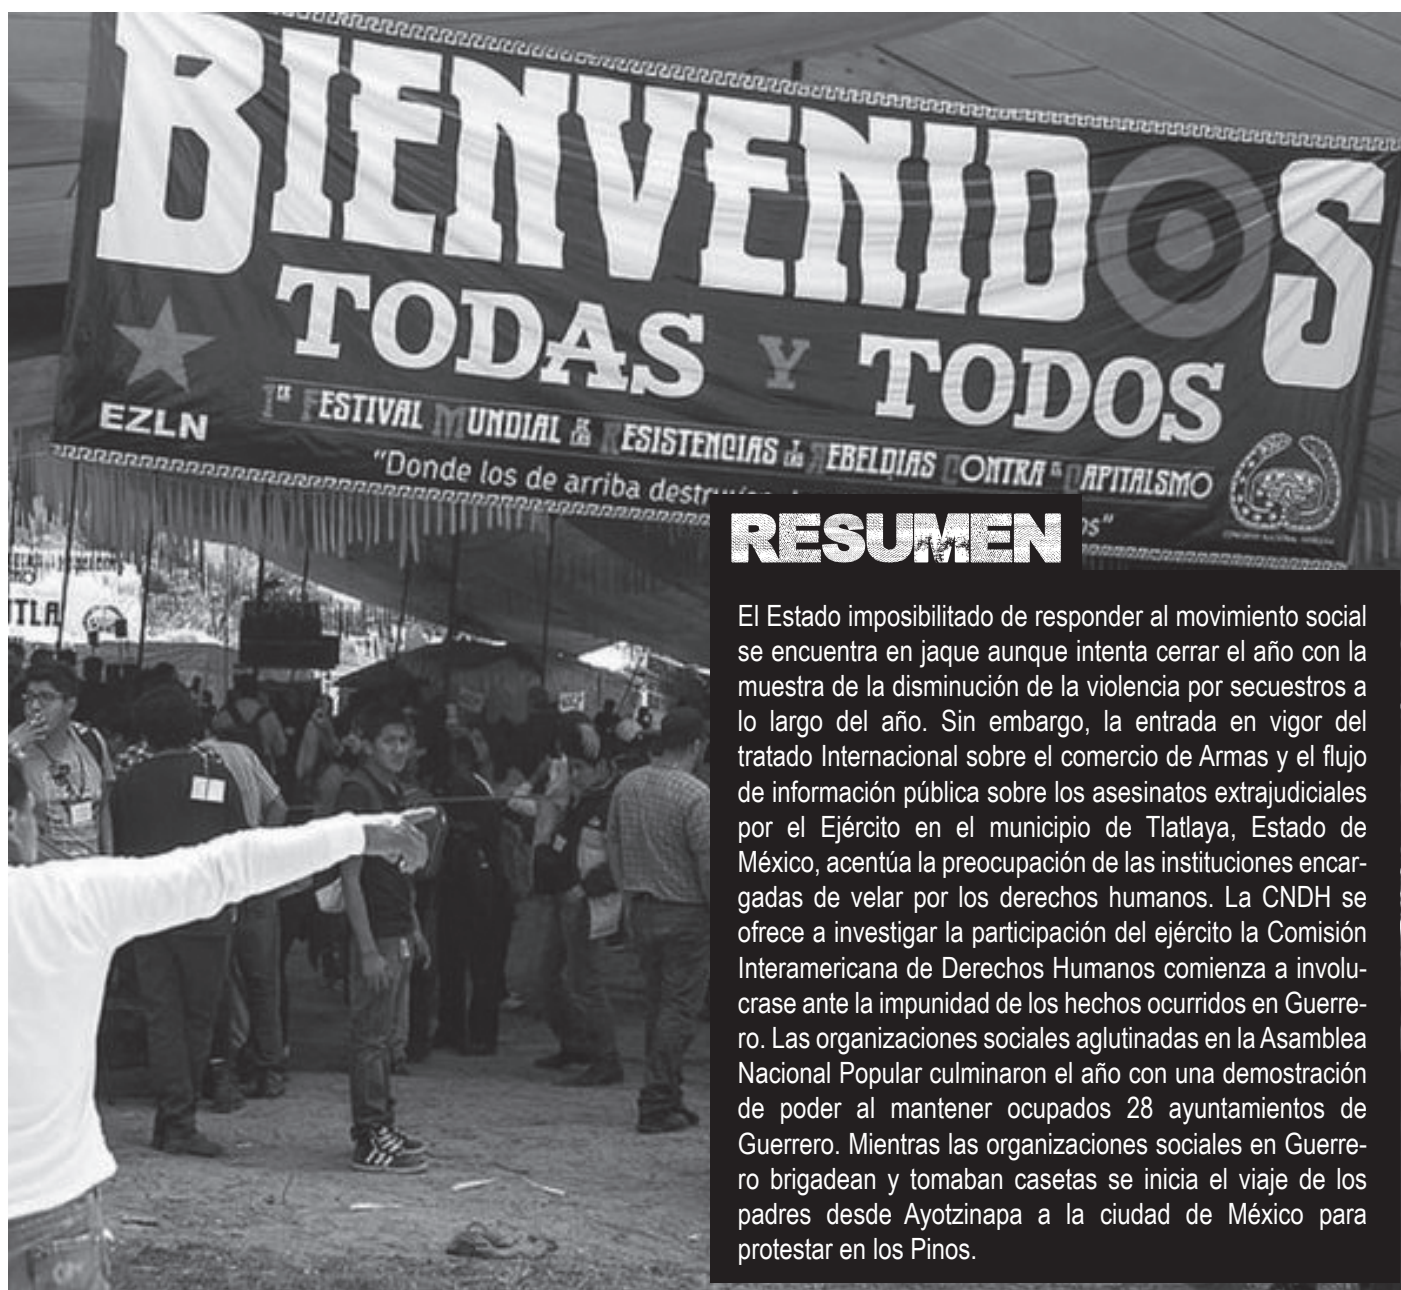 BIENVENIDOS
TODAS Y TODOS
EZLN
1ER FESTIVAL MUNDIAL DE LAS RESISTENCIAS Y LAS REBELDIAS CONTRA EL CAPITALSMO
“Donde los de arriba
os”
TLA
RESUMEN
El Estado imposibilitado de responder al movimiento social
se encuentra en jaque aunque intenta cerrar el año con la
muestra de la disminución de la violencia por secuestros a
lo largo del año. Sin embargo, la entrada en vigor del
tratado Internacional sobre el comercio de Armas y el flujo
de información pública sobre los asesinatos extrajudiciales
por el Ejército en el municipio de Tlatlaya, Estado de
México, acentúa la preocupación de las instituciones encar-
gadas de velar por los derechos humanos. La CNDH se
ofrece a investigar la participación del ejército la Comisión
Interamericana de Derechos Humanos comienza a involu-
crase ante la impunidad de los hechos ocurridos en Guerre-
ro. Las organizaciones sociales aglutinadas en la Asamblea
Nacional Popular culminaron el año con una demostración
de poder al mantener ocupados 28 ayuntamientos de
Guerrero. Mientras las organizaciones sociales en Guerre-
ro brigadean y tomaban casetas se inicia el viaje de los
padres desde Ayotzinapa a la ciudad de México para
protestar en los Pinos.